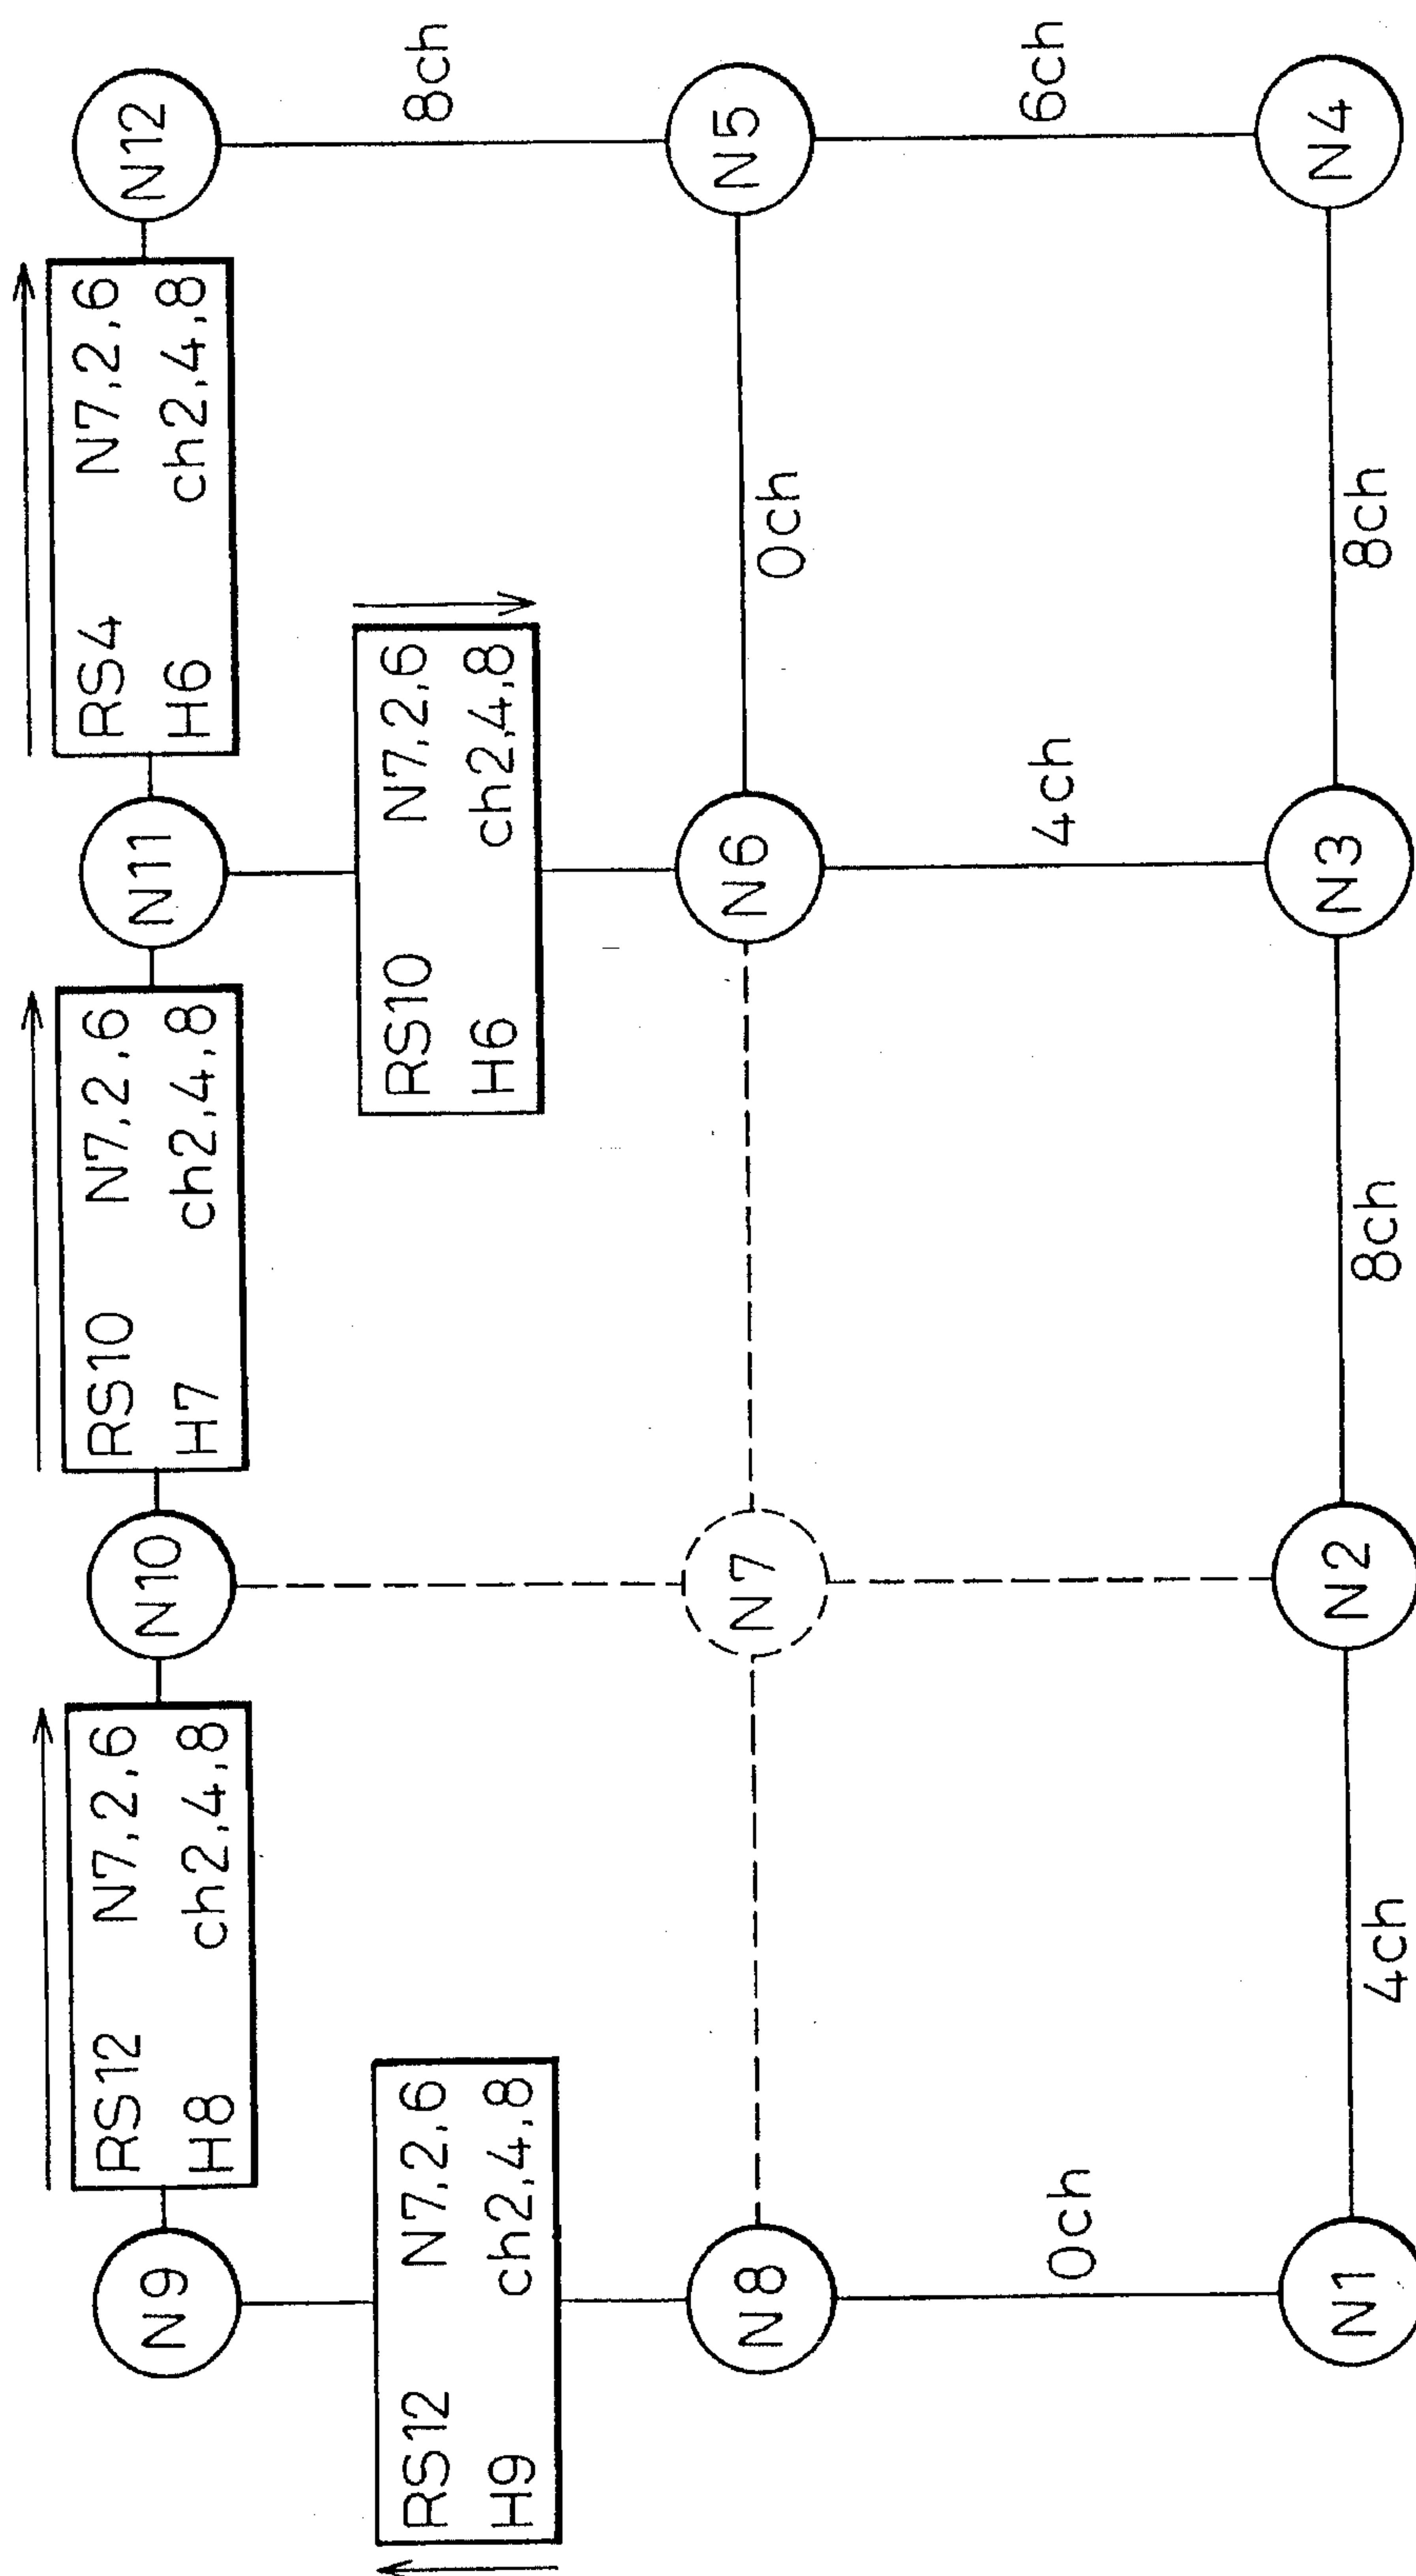 N9
RS12 N7,2,6
H8 ch2,4,8
N10
RS10 N7,2,6
H7 ch2,4,8
N11
RS4 N7,2,6
H6 ch2,4,8
N12
RS12 N7,2,6
H9 ch2,4,8
RS10 N7,2,6
H6 ch2,4,8
8ch
N8
N7
N6
0ch
N5
0ch
4ch
6ch
N1
4ch
N2
8ch
N3
8ch
N4